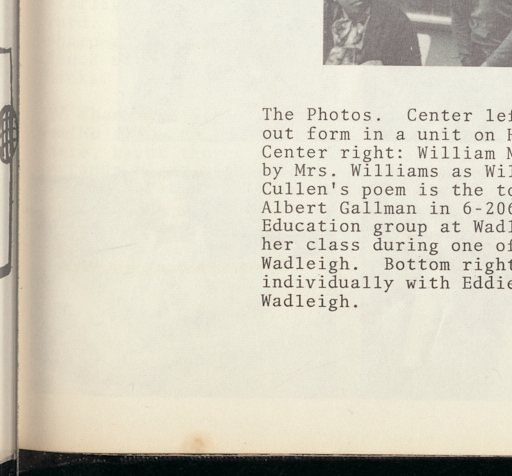 The Photos.  Center lef
out form in a unit on H
Center right: William M
by Mrs. Williams as Wil
Cullen's poem is the to
Albert Gallman in 6-206
Education group at Wadl
her class during one of
Wadleigh.  Bottom right
individually with Eddie
Wadleigh.